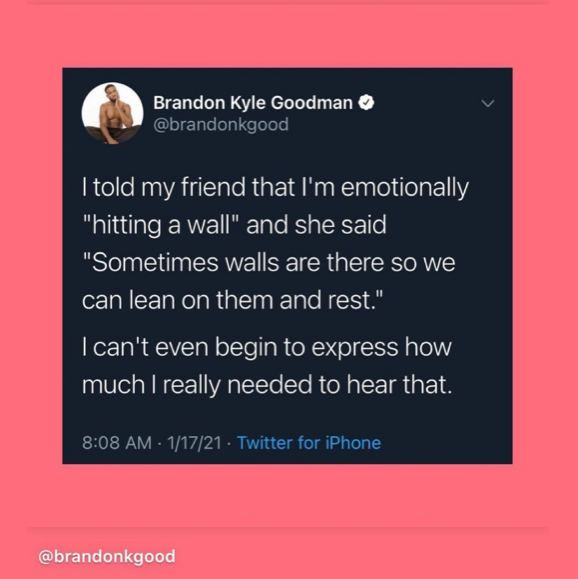 Brandon Kyle Goodman
@brandonkgood
I told my friend that I'm emotionally
"hitting a wall" and she said
"Sometimes walls are there so we
can lean on them and rest."
I can't even begin to express how
much I really needed to hear that.
8:08 AM · 1/17/21 · Twitter for iPhone
@brandonkgood